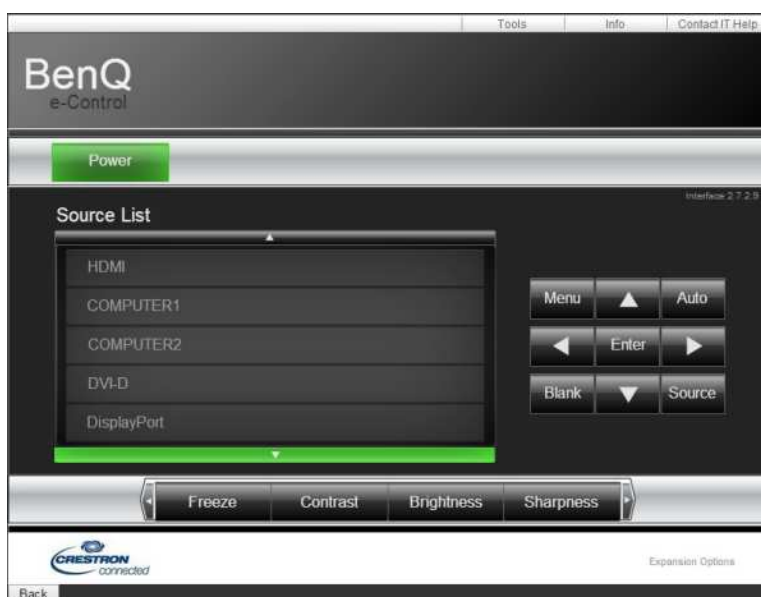 Tools Info Contact IT Help
BenQ
e-Control
Power
Interface 2.7.2.9
Source List
HDMI
COMPUTER1
COMPUTER2
DVI-D
DisplayPort
Menu Auto
Enter
Blank Source
Freeze Contrast Brightness Sharpness
CRESTRON
connected
Expansion Options
Back